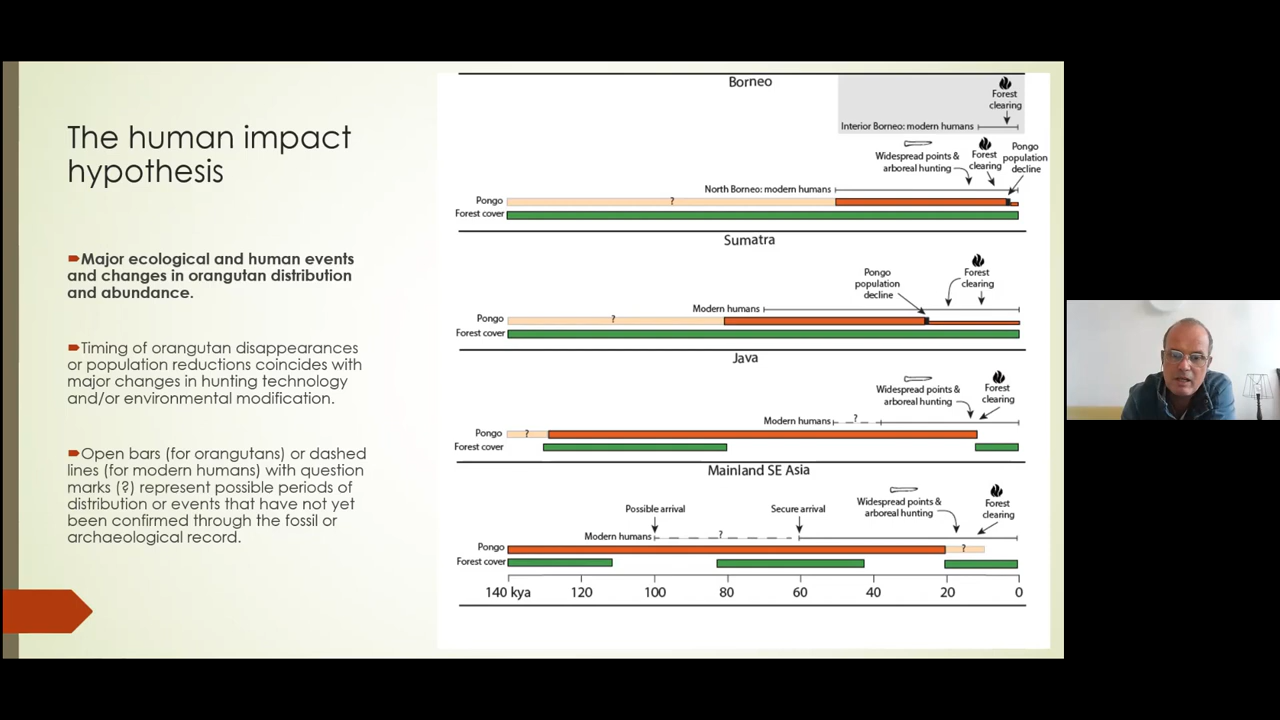 The human impact
hypothesis
Major ecological and human events
and changes in orangutan distribution
and abundance.
Timing of orangutan disappearances
or population reductions coincides with
major changes in hunting technology
and/or environmental modification.
Open bars (for orangutans) or dashed
lines (for modern humans) with question
marks (?) represent possible periods of
distribution or events that have not yet
been confirmed through the fossil or
archaeological record.
Borneo
Forest
clearing
Interior Borneo: modern humans
Widespread points &
arboreal hunting
Forest
clearing
Pongo
population
decline
North Borneo: modern humans
Pongo
?
Forest cover
Sumatra
Pongo
population
decline
Forest
clearing
Modern humans
Pongo
?
Forest cover
Java
Widespread points &
arboreal hunting
Forest
clearing
Modern humans
?
Pongo
?
Forest cover
Mainland SE Asia
Possible arrival
Secure arrival
Widespread points &
arboreal hunting
Forest
clearing
Modern humans
?
Pongo
?
Forest cover
140 kya 120 100 80 60 40 20 0